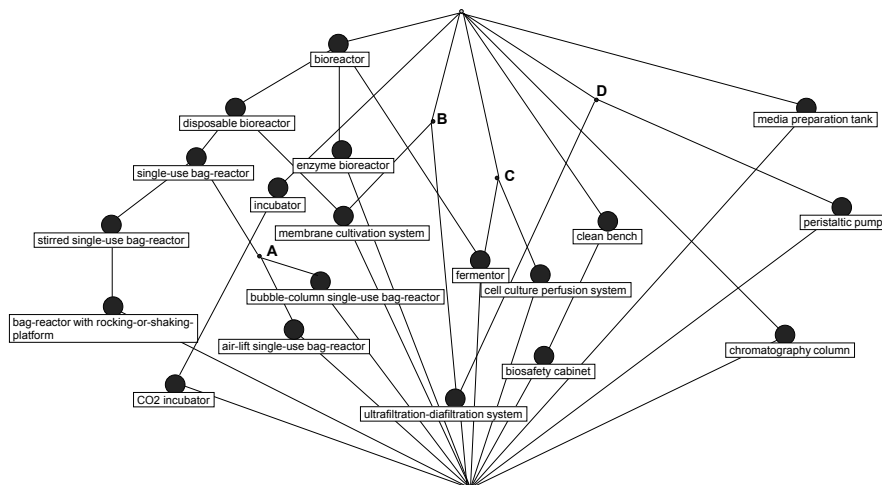 bioreactor
D
disposable bioreactor
B
media preparation tank
single-use bag-reactor
enzyme bioreactor
C
incubator
stirred single-use bag-reactor
membrane cultivation system
clean bench
peristaltic pump
A
fermentor
cell culture perfusion system
bubble-column single-use bag-reactor
bag-reactor with rocking-or-shaking-
platform
air-lift single-use bag-reactor
chromatography column
biosafety cabinet
CO2 incubator
ultrafiltration-diafiltration system